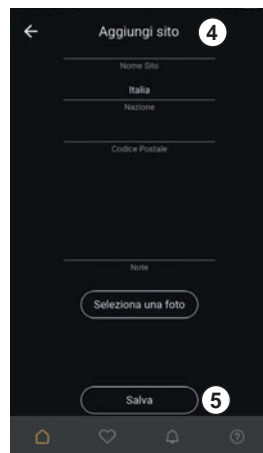 Aggiungi sito 4
Nome Sito
Italia
Nazione
Codice Postale
Note
Seleziona una foto
Salva 5
?